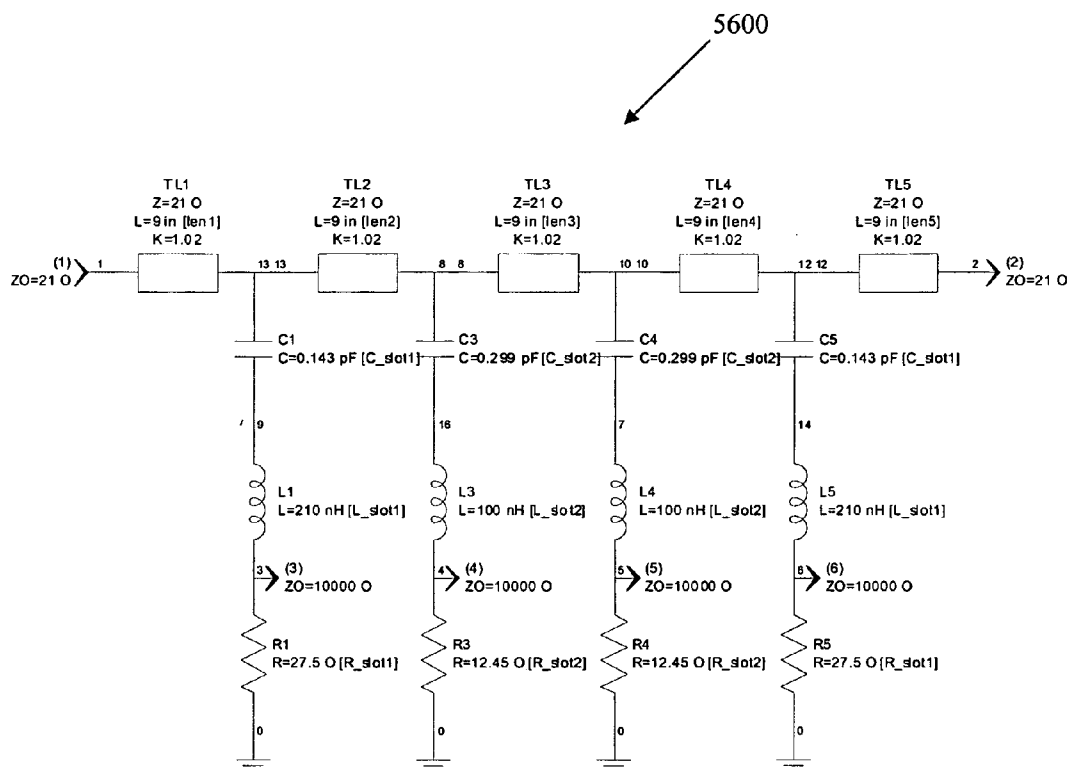 5600
TL1
Z=21 O
L=9 in [len1]
K=1.02
TL2
Z=21 O
L=9 in [len2]
K=1.02
TL3
Z=21 O
L=9 in [len3]
K=1.02
TL4
Z=21 O
L=9 in [len4]
K=1.02
TL5
Z=21 O
L=9 in [len5]
K=1.02
(1)
ZO=21 O
1
13 13
8 8
10 10
12 12
2
(2)
ZO=21 O
C1
C=0.143 pF [C_slot1]
C3
C=0.299 pF [C_slot2]
C4
C=0.299 pF [C_slot2]
C5
C=0.143 pF [C_slot1]
9
16
7
14
L1
L=210 nH [L_slot1]
L3
L=100 nH [L_slot2]
L4
L=100 nH [L_slot2]
L5
L=210 nH [L_slot1]
3
(3)
ZO=10000 O
4
(4)
ZO=10000 O
5
(5)
ZO=10000 O
6
(6)
ZO=10000 O
R1
R=27.5 O [R_slot1]
R3
R=12.45 O [R_slot2]
R4
R=12.45 O [R_slot2]
R5
R=27.5 O [R_slot1]
0
0
0
0